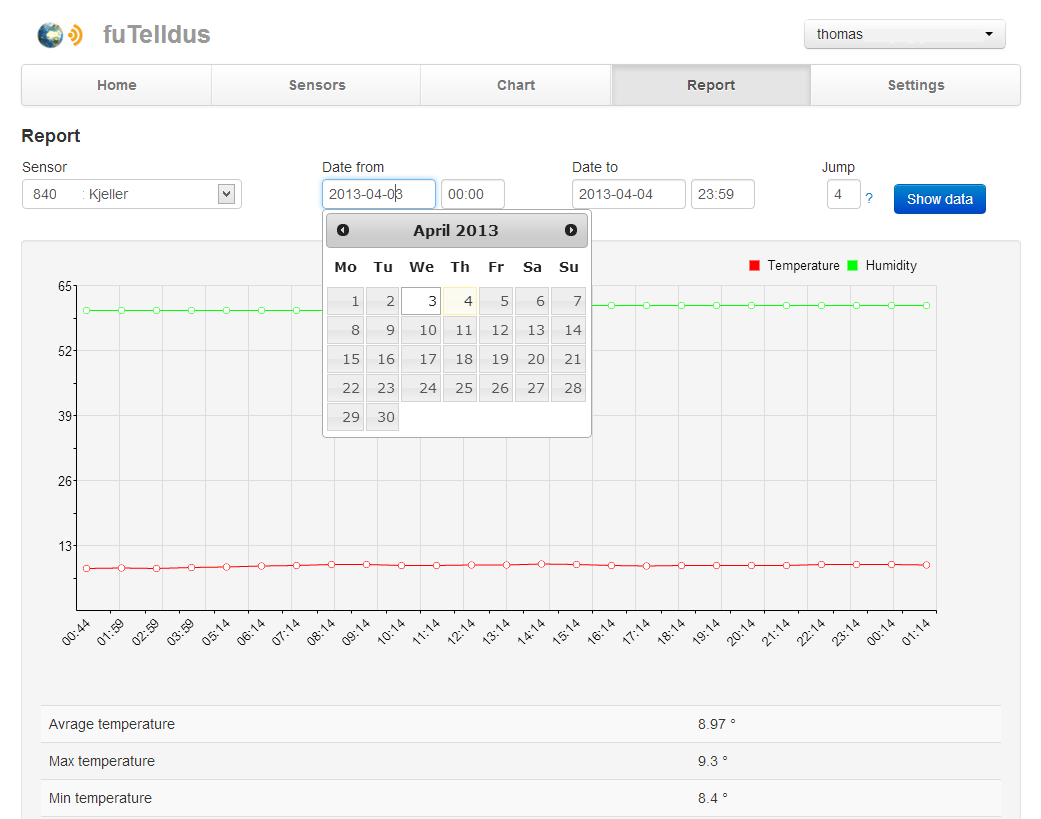 fuTelldus
thomas
Home Sensors Chart Report Settings
Report
Sensor Date from Date to Jump
840 : Kjeller 2013-04-03 00:00 2013-04-04 23:59 4 ? Show data
April 2013
Mo Tu We Th Fr Sa Su
1 2 3 4 5 6 7
8 9 10 11 12 13 14
15 16 17 18 19 20 21
22 23 24 25 26 27 28
29 30
Temperature Humidity
65
52
39
26
13
00:44 01:59 02:59 03:59 05:14 06:14 07:14 08:14 09:14 10:14 11:14 12:14 13:14 14:14 15:14 16:14 17:14 18:14 19:14 20:14 21:14 22:14 23:14 00:14 01:14
Avrage temperature 8.97 °
Max temperature 9.3 °
Min temperature 8.4 °